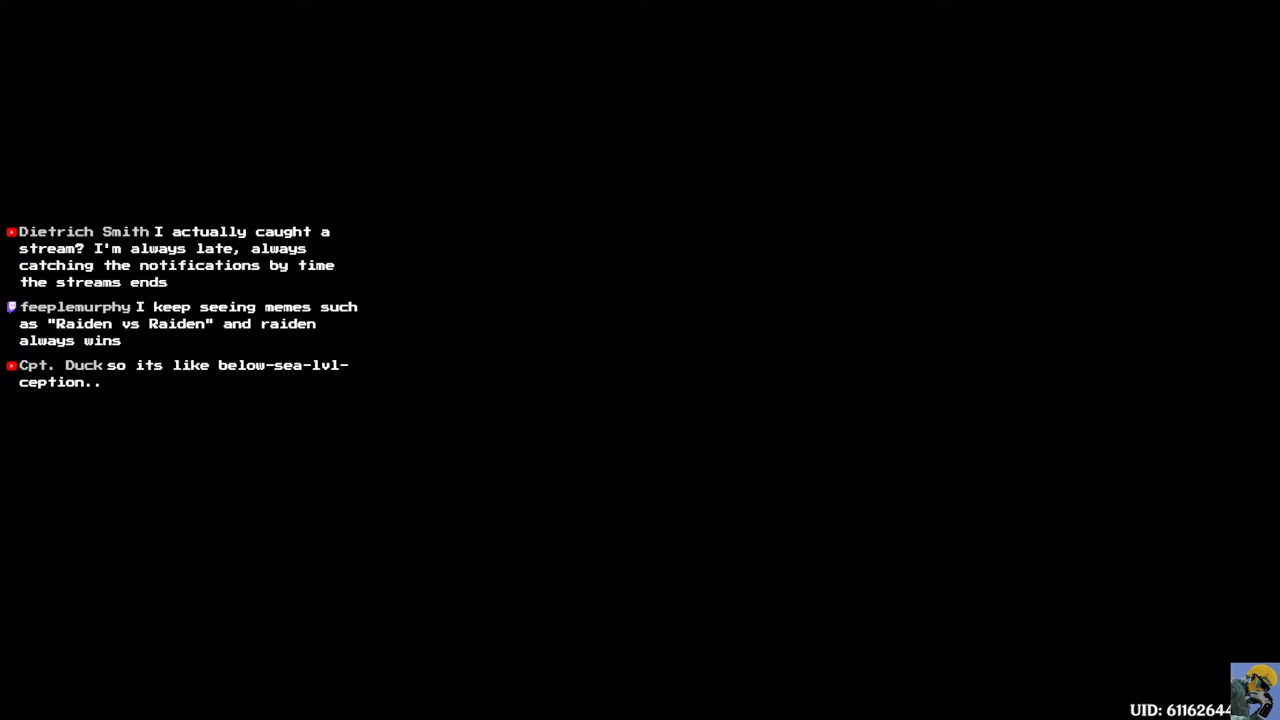 Dietrich Smith I actually caught a
stream? I'm always late, always
catching the notifications by time
the streams ends
feeplemurphy I keep seeing memes such
as "Raiden vs Raiden" and raiden
always wins
Cpt. Duck so its like below-sea-lvl-
ception..
UID: 61162644